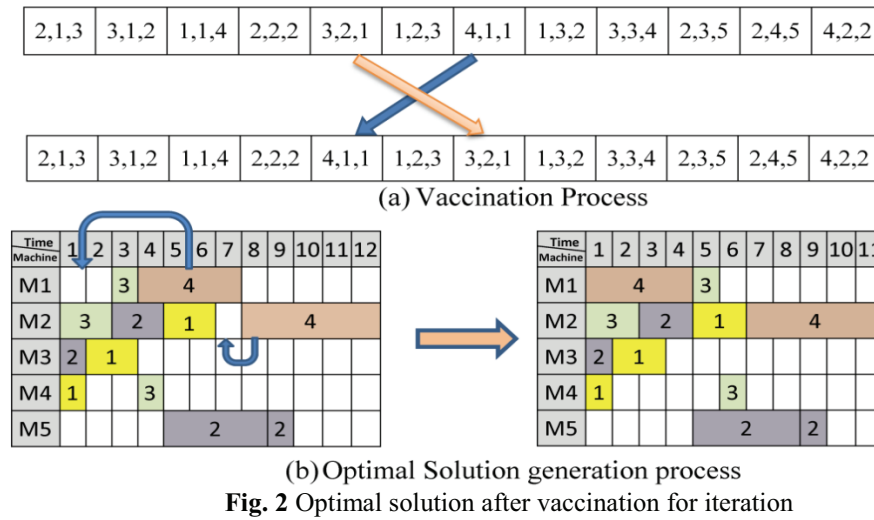 2,1,3 3,1,2 1,1,4 2,2,2 3,2,1 1,2,3 4,1,1 1,3,2 3,3,4 2,3,5 2,4,5 4,2,2
2,1,3 3,1,2 1,1,4 2,2,2 4,1,1 1,2,3 3,2,1 1,3,2 3,3,4 2,3,5 2,4,5 4,2,2
(a) Vaccination Process
Time Machine 1 2 3 4 5 6 7 8 9 10 11 12
M1 3 4
M2 3 2 1 4
M3 2 1
M4 1 3
M5 2 2
Time Machine 1 2 3 4 5 6 7 8 9 10 11
M1 4 3
M2 3 2 1 4
M3 2 1
M4 1 3
M5 2 2
(b) Optimal Solution generation process
Fig. 2 Optimal solution after vaccination for iteration